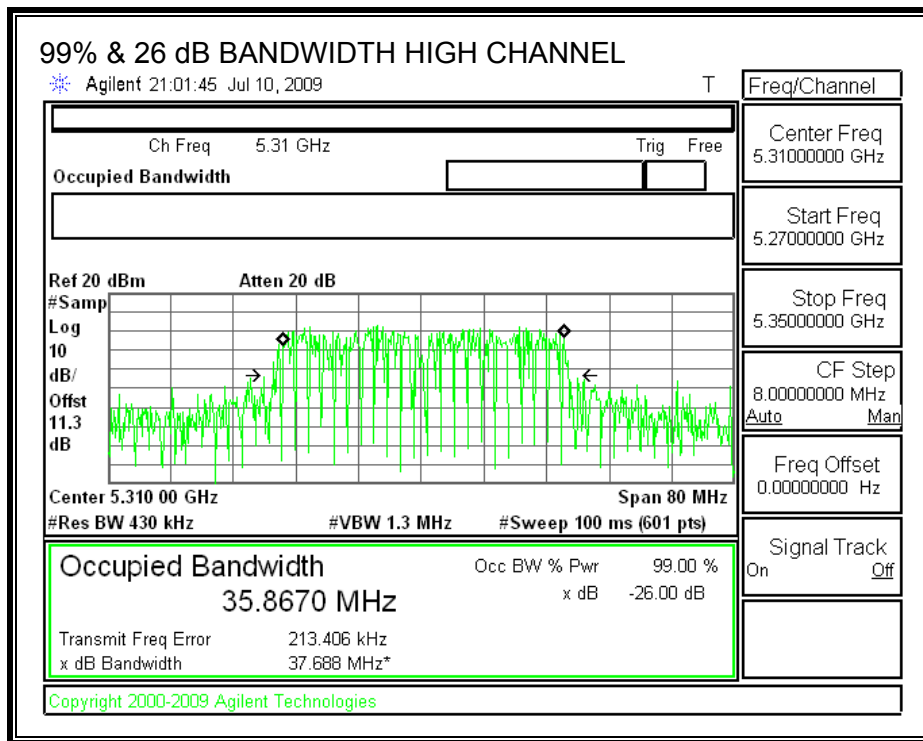 99% & 26 dB BANDWIDTH HIGH CHANNEL
Agilent 21:01:45 Jul 10, 2009 T
Freq/Channel
Ch Freq 5.31 GHz Trig Free
Occupied Bandwidth
Center Freq
5.31000000 GHz
Start Freq
5.27000000 GHz
Stop Freq
5.35000000 GHz
CF Step
8.00000000 MHz
Auto Man
Freq Offset
0.00000000 Hz
Signal Track
On Off
Ref 20 dBm Atten 20 dB
#Samp
Log
10
dB/
Offst
11.3
dB
Center 5.310 00 GHz Span 80 MHz
#Res BW 430 kHz #VBW 1.3 MHz #Sweep 100 ms (601 pts)
Occupied Bandwidth
35.8670 MHz
Occ BW % Pwr 99.00 %
x dB -26.00 dB
Transmit Freq Error 213.406 kHz
x dB Bandwidth 37.688 MHz*
Copyright 2000-2009 Agilent Technologies